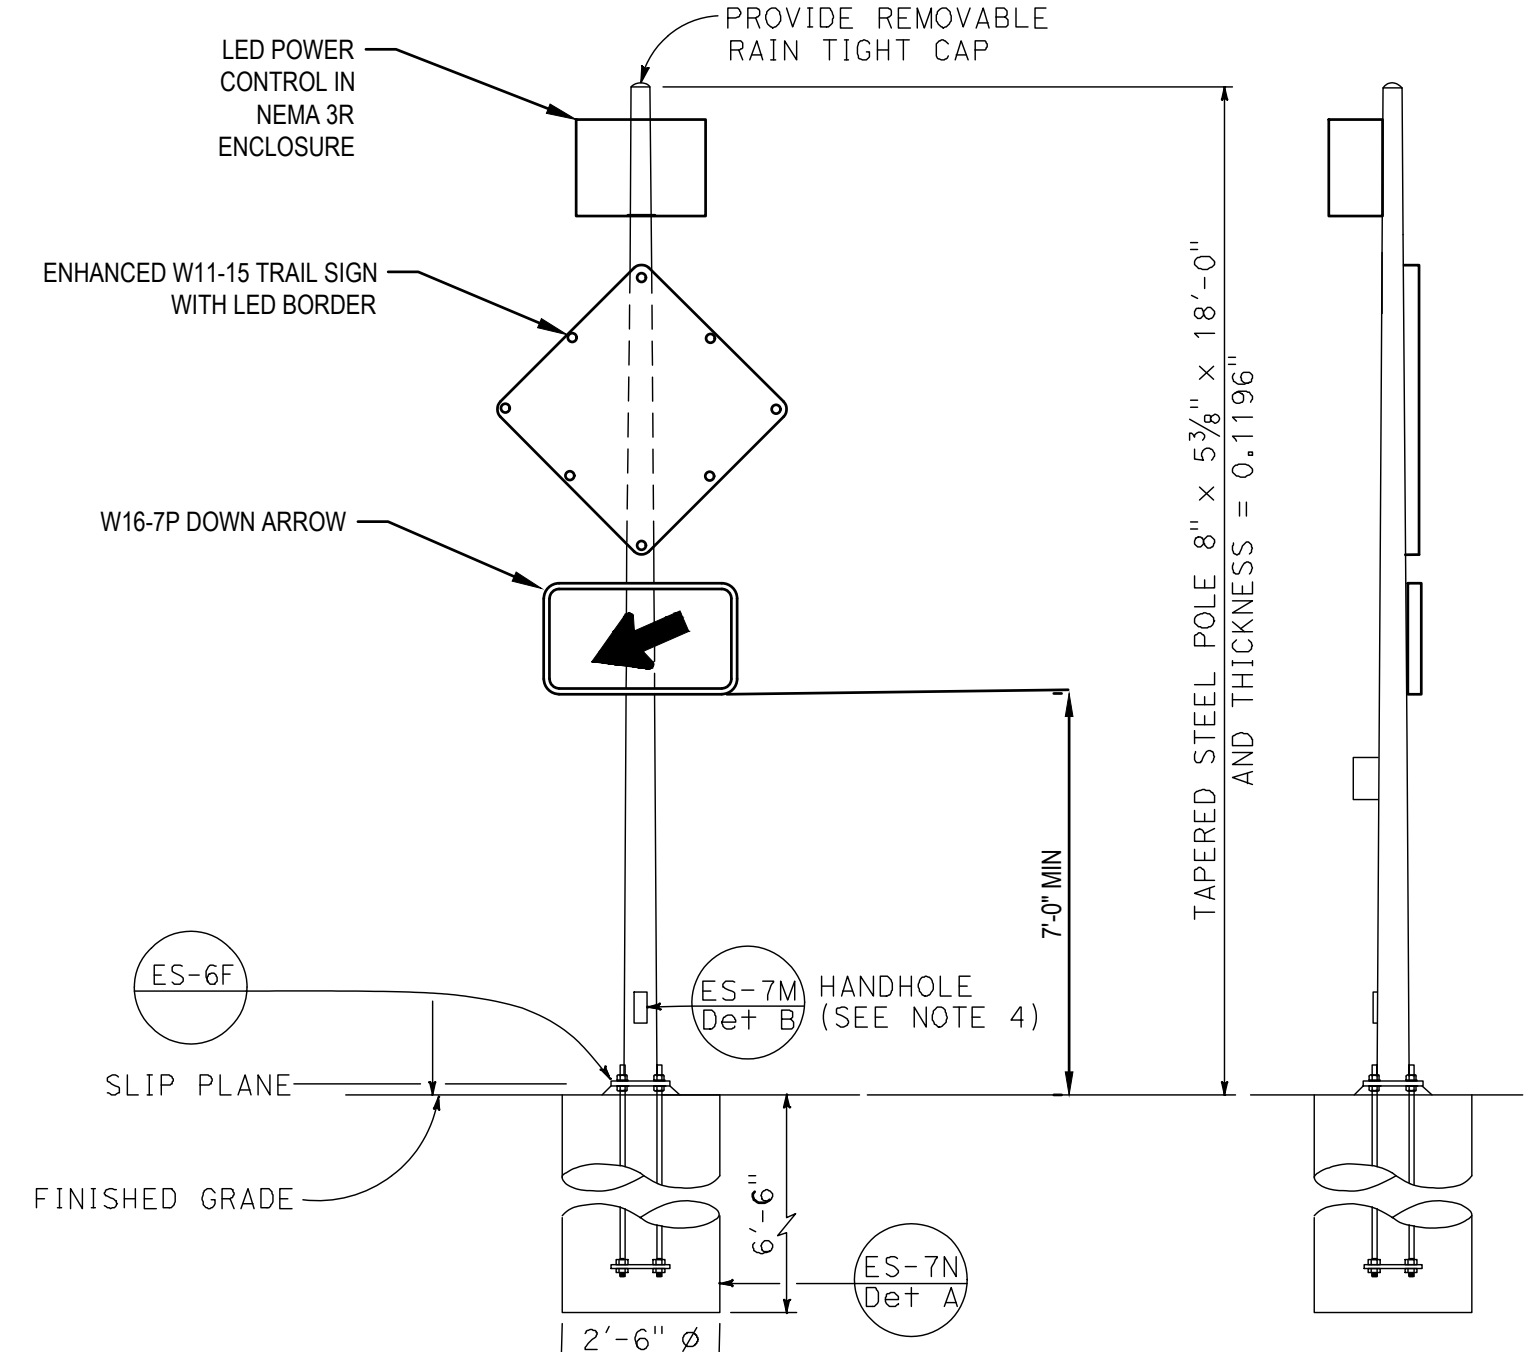 PROVIDE REMOVABLE
RAIN TIGHT CAP
LED POWER
CONTROL IN
NEMA 3R
ENCLOSURE
ENHANCED W11-15 TRAIL SIGN
WITH LED BORDER
W16-7P DOWN ARROW
TAPERED STEEL POLE 8" x 5⅜" x 18'-0"
AND THICKNESS = 0.1196"
7'-0" MIN
ES-6F
ES-7M
Det B
HANDHOLE
(SEE NOTE 4)
SLIP PLANE
FINISHED GRADE
6'-6"
ES-7N
Det A
2'-6" Ø